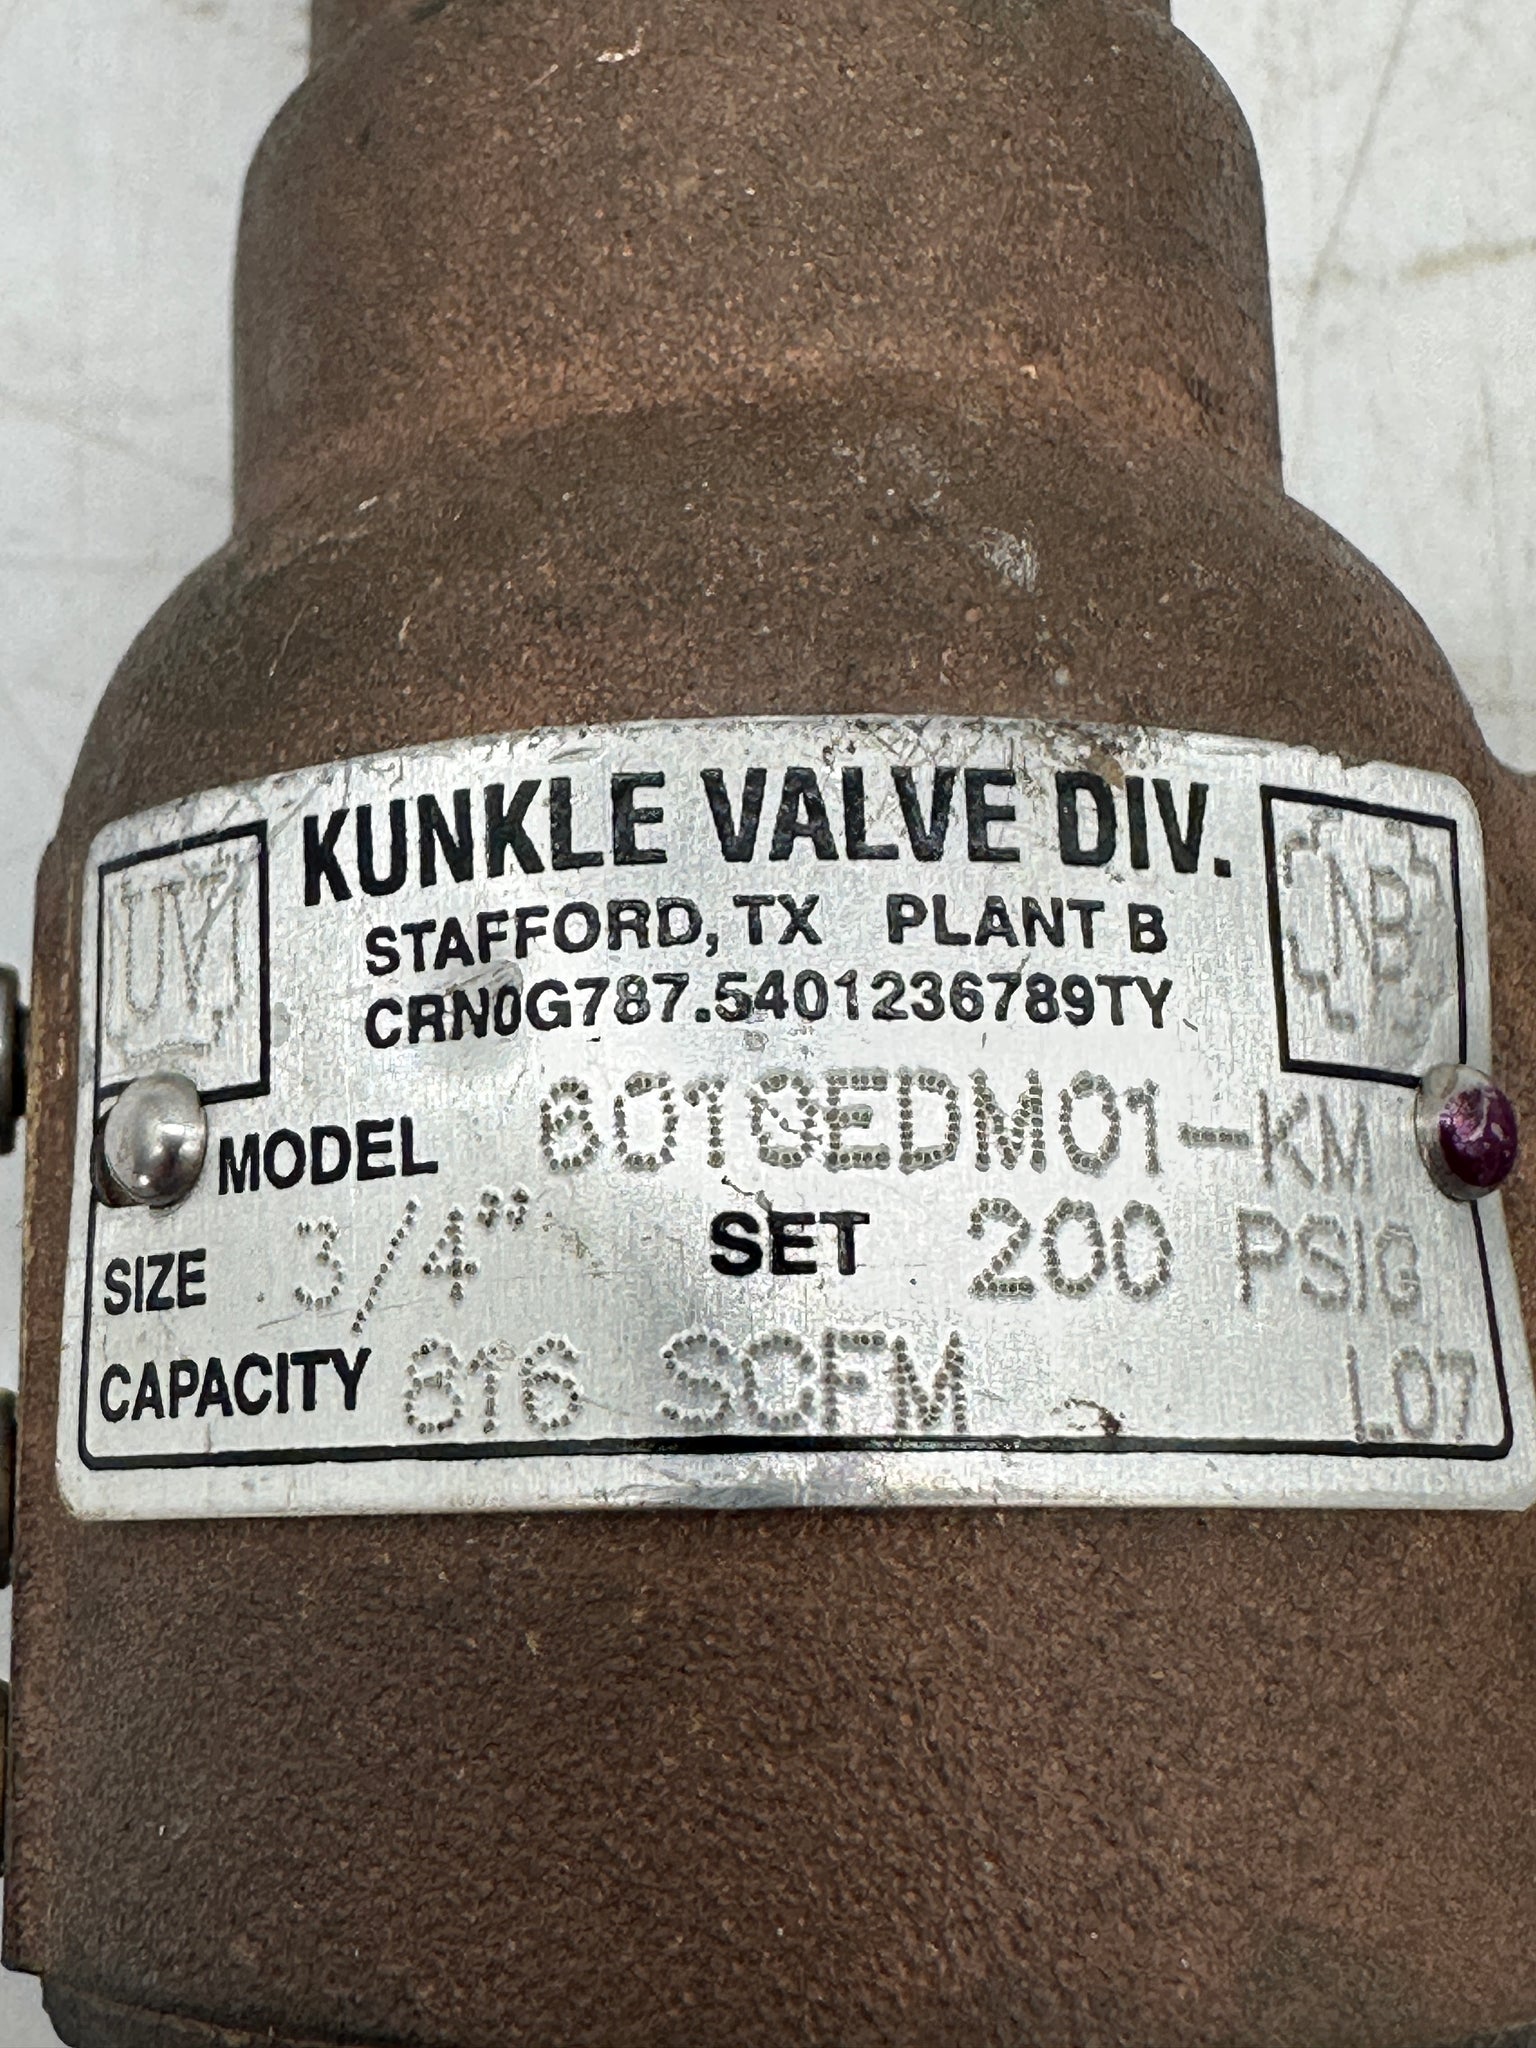 UV
KUNKLE VALVE DIV.
NB
STAFFORD, TX PLANT B
CRN0G787.5401236789TY
MODEL 6010EDM01-KM
SIZE 3/4" SET 200 PSIG
CAPACITY 816 SCFM L07